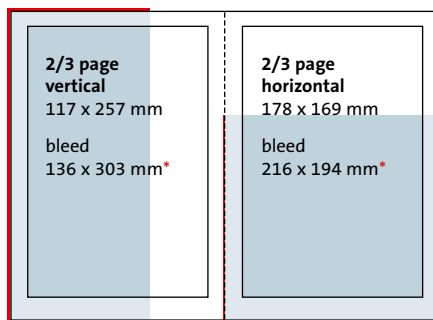 2/3 page
vertical
117 x 257 mm
bleed
136 x 303 mm*
2/3 page
horizontal
178 x 169 mm
bleed
216 x 194 mm*